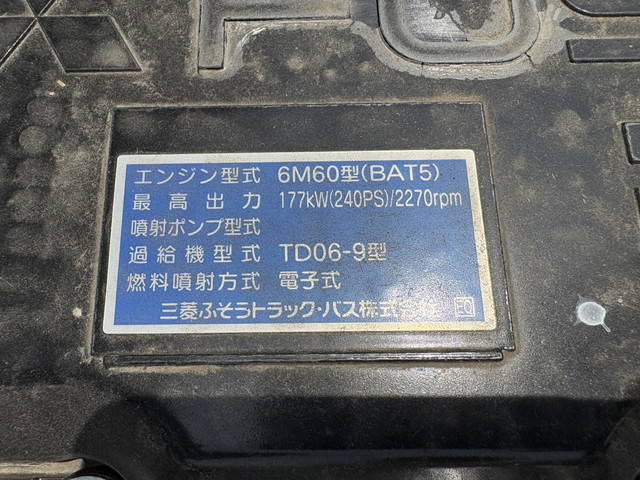 FUSO
エンジン型式 6M60型(BAT5)
最高出力 177kW(240PS)/2270rpm
噴射ポンプ型式
過給機型式 TD06-9型
燃料噴射方式 電子式
三菱ふそうトラック・バス株式会社 EO